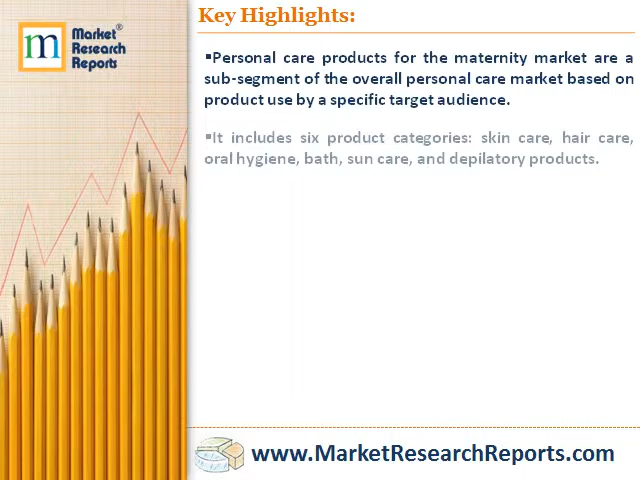 m
Market®
Research
Reports
Key Highlights:
▪Personal care products for the maternity market are a
sub-segment of the overall personal care market based on
product use by a specific target audience.
▪It includes six product categories: skin care, hair care,
oral hygiene, bath, sun care, and depilatory products.
www.MarketResearchReports.com